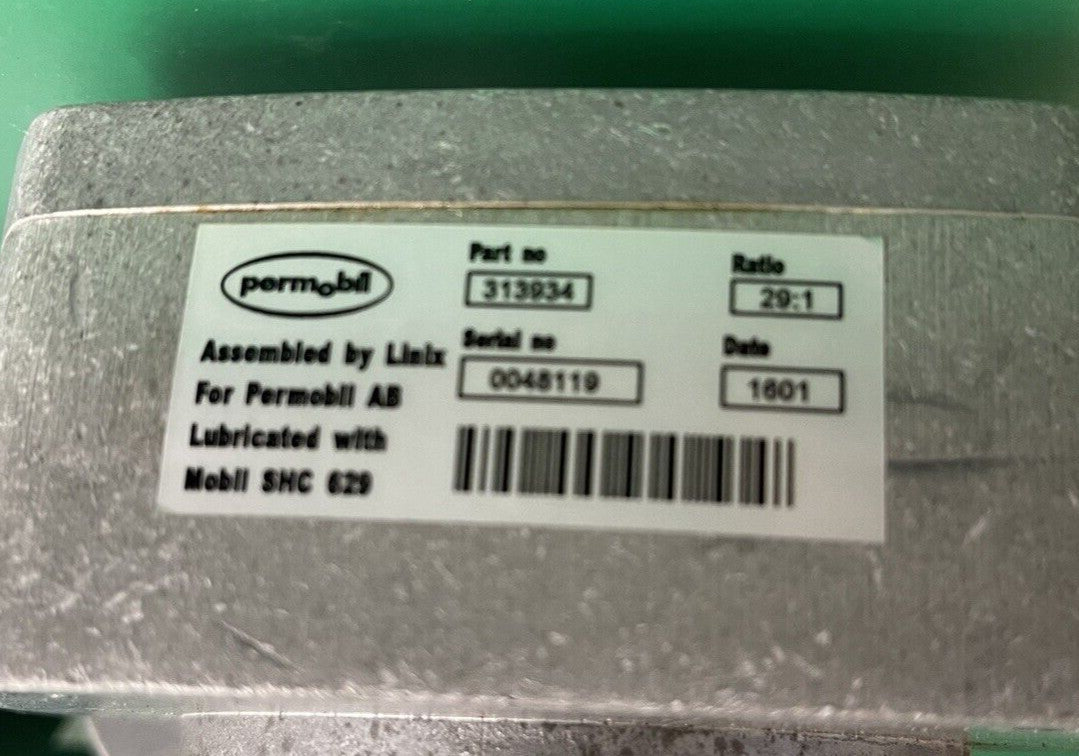 permobil
Assembled by Linix
For Permobil AB
Lubricated with
Mobil SHC 629
Part no
313934
Serial no
0048119
Ratio
29:1
Date
1601